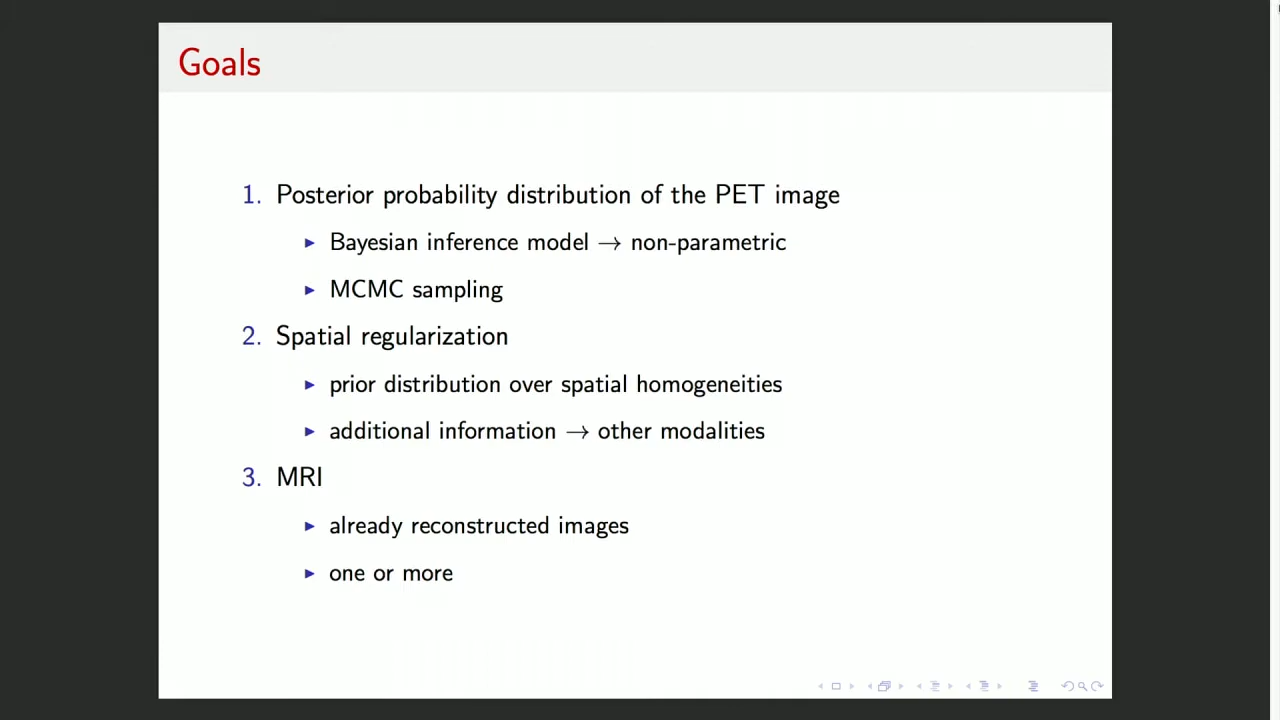 Goals
1. Posterior probability distribution of the PET image
▶ Bayesian inference model → non-parametric
▶ MCMC sampling
2. Spatial regularization
▶ prior distribution over spatial homogeneities
▶ additional information → other modalities
3. MRI
▶ already reconstructed images
▶ one or more